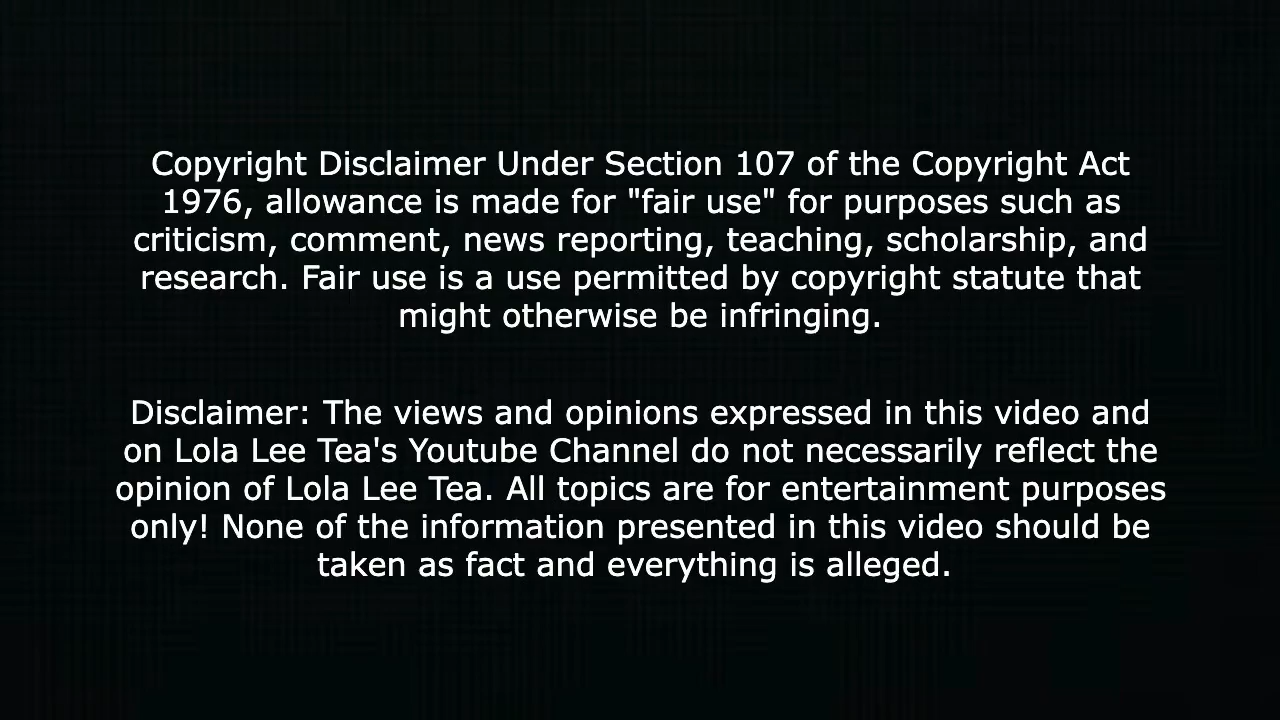 Copyright Disclaimer Under Section 107 of the Copyright Act
1976, allowance is made for "fair use" for purposes such as
criticism, comment, news reporting, teaching, scholarship, and
research. Fair use is a use permitted by copyright statute that
might otherwise be infringing.
Disclaimer: The views and opinions expressed in this video and
on Lola Lee Tea's Youtube Channel do not necessarily reflect the
opinion of Lola Lee Tea. All topics are for entertainment purposes
only! None of the information presented in this video should be
taken as fact and everything is alleged.